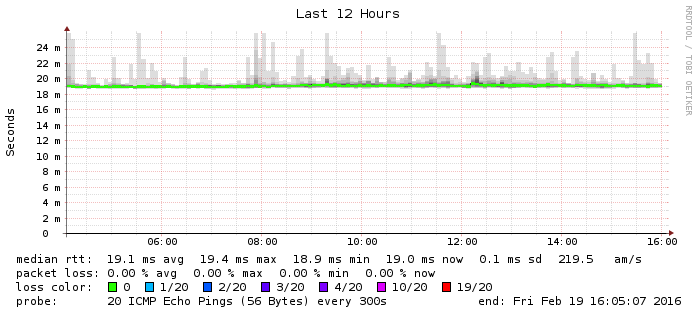 Last 12 Hours
RRDTOOL / TOBI OETIKER
Seconds
24 m
22 m
20 m
18 m
16 m
14 m
12 m
10 m
8 m
6 m
4 m
2 m
0
06:00 08:00 10:00 12:00 14:00 16:00
median rtt: 19.1 ms avg 19.4 ms max 18.9 ms min 19.0 ms now 0.1 ms sd 219.5 am/s
packet loss: 0.00 % avg 0.00 % max 0.00 % min 0.00 % now
loss color: 0 1/20 2/20 3/20 4/20 10/20 19/20
probe: 20 ICMP Echo Pings (56 Bytes) every 300s end: Fri Feb 19 16:05:07 2016